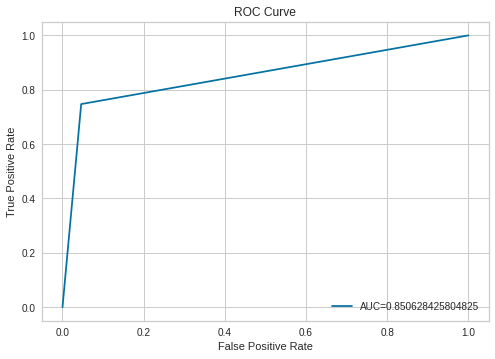 ROC Curve
1.0
0.8
0.6
0.4
0.2
0.0
True Positive Rate
AUC=0.850628425804825
0.0 0.2 0.4 0.6 0.8 1.0
False Positive Rate